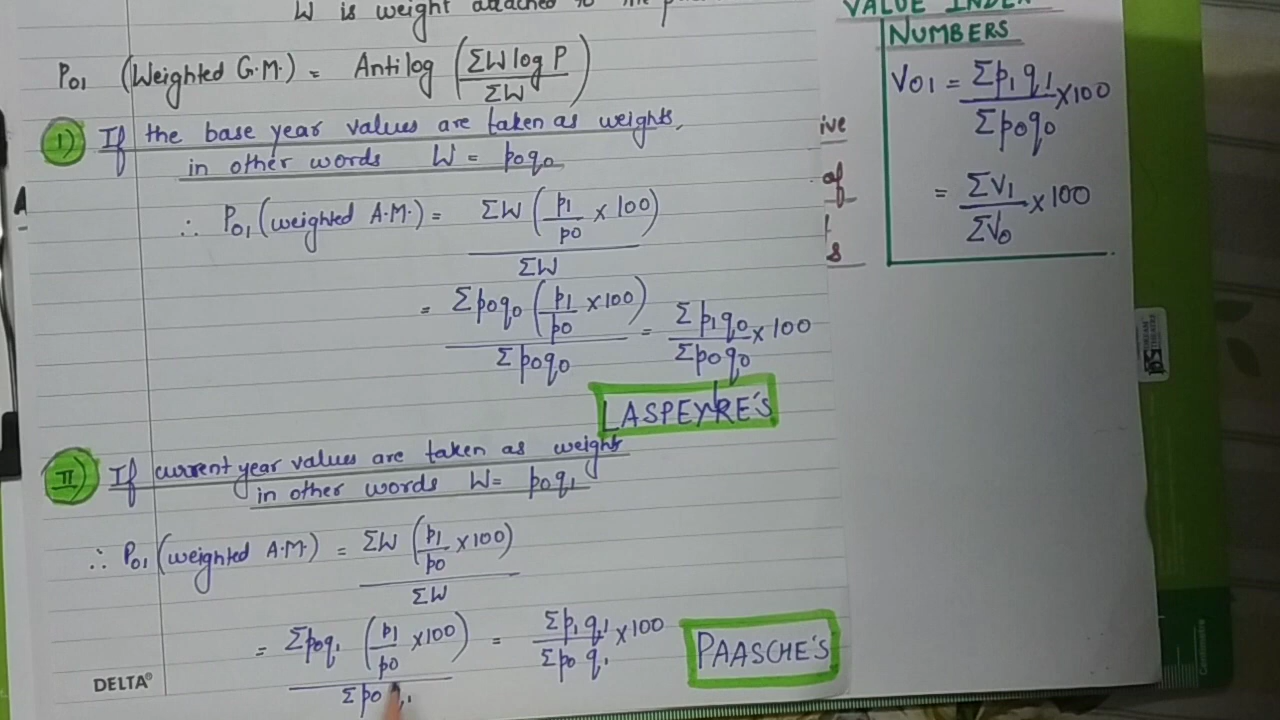 W is weight attached to the
P01 (Weighted G.M.) = Antilog (ΣW log P / ΣW)
I) If the base year values are taken as weights,
in other words W = p0q0
∴ P01 (weighted A.M.) = ΣW (p1/p0 × 100) / ΣW
= Σp0q0 (p1/p0 × 100) / Σp0q0 = Σp1q0 / Σp0q0 × 100
LASPEYRE'S
II) If current year values are taken as weights
in other words W = p0q1
∴ P01 (weighted A.M.) = ΣW (p1/p0 × 100) / ΣW
= Σp0q1 (p1/p0 × 100) / Σp0 = Σp1q1 / Σp0q1 × 100
PAASCHE'S
DELTA®
VALUE INDEX
NUMBERS
V01 = Σp1q1 / Σp0q0 × 100
= ΣV1 / ΣV0 × 100
ive
of
s